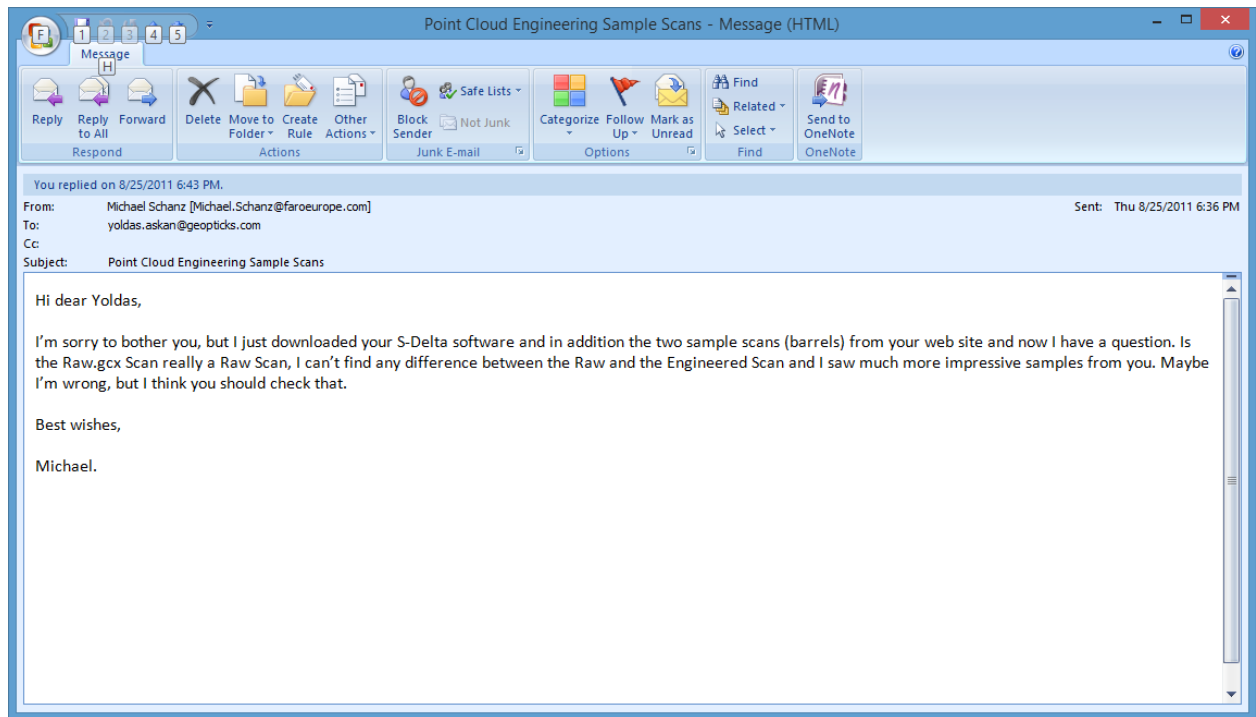 Point Cloud Engineering Sample Scans - Message (HTML)
F 1 2 3 4 5
Message
H
Reply Reply to All Forward
Respond
Delete Move to Folder Create Rule Other Actions
Actions
Block Sender Safe Lists Not Junk
Junk E-mail
Categorize Follow Up Mark as Unread
Options
Find
Related
Select
Find
Send to OneNote
OneNote
You replied on 8/25/2011 6:43 PM.
From: Michael Schanz [Michael.Schanz@faroeurope.com] Sent: Thu 8/25/2011 6:36 PM
To: yoldas.askan@geopticks.com
Cc:
Subject: Point Cloud Engineering Sample Scans
Hi dear Yoldas,
I'm sorry to bother you, but I just downloaded your S-Delta software and in addition the two sample scans (barrels) from your web site and now I have a question. Is
the Raw.gcx Scan really a Raw Scan, I can't find any difference between the Raw and the Engineered Scan and I saw much more impressive samples from you. Maybe
I'm wrong, but I think you should check that.
Best wishes,
Michael.